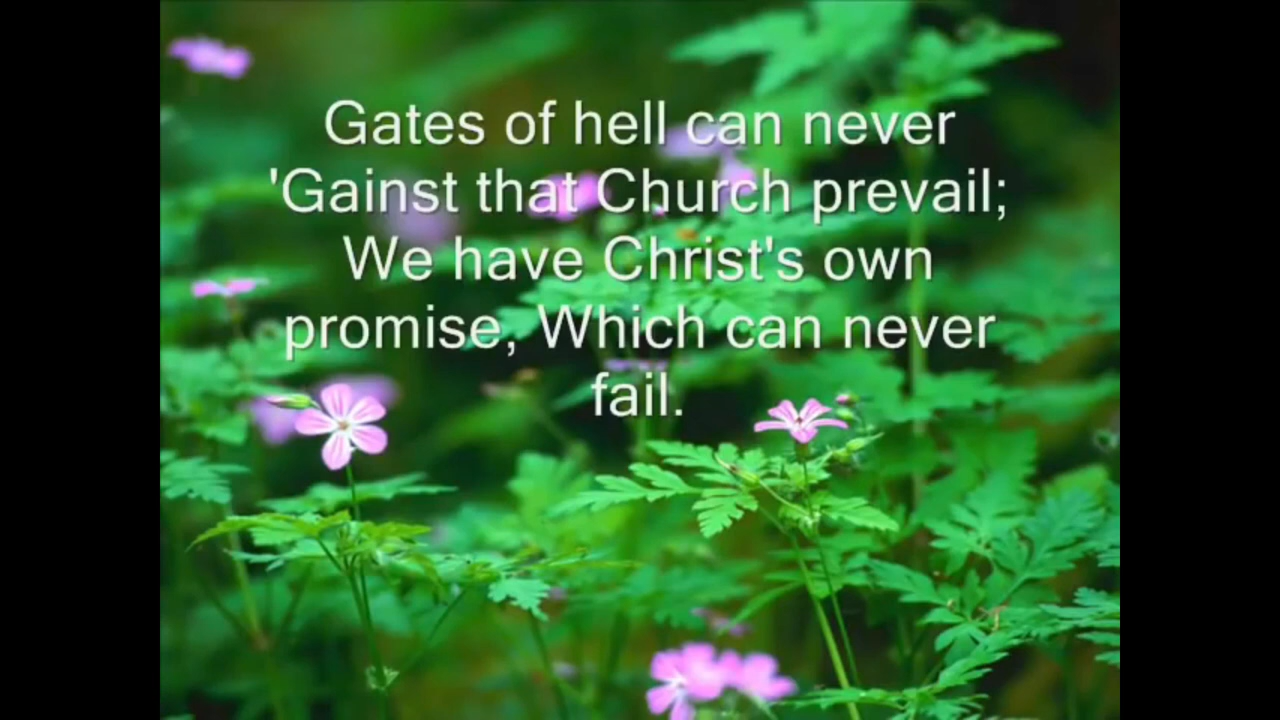 Gates of hell can never
'Gainst that Church prevail;
We have Christ's own
promise, Which can never
fail.